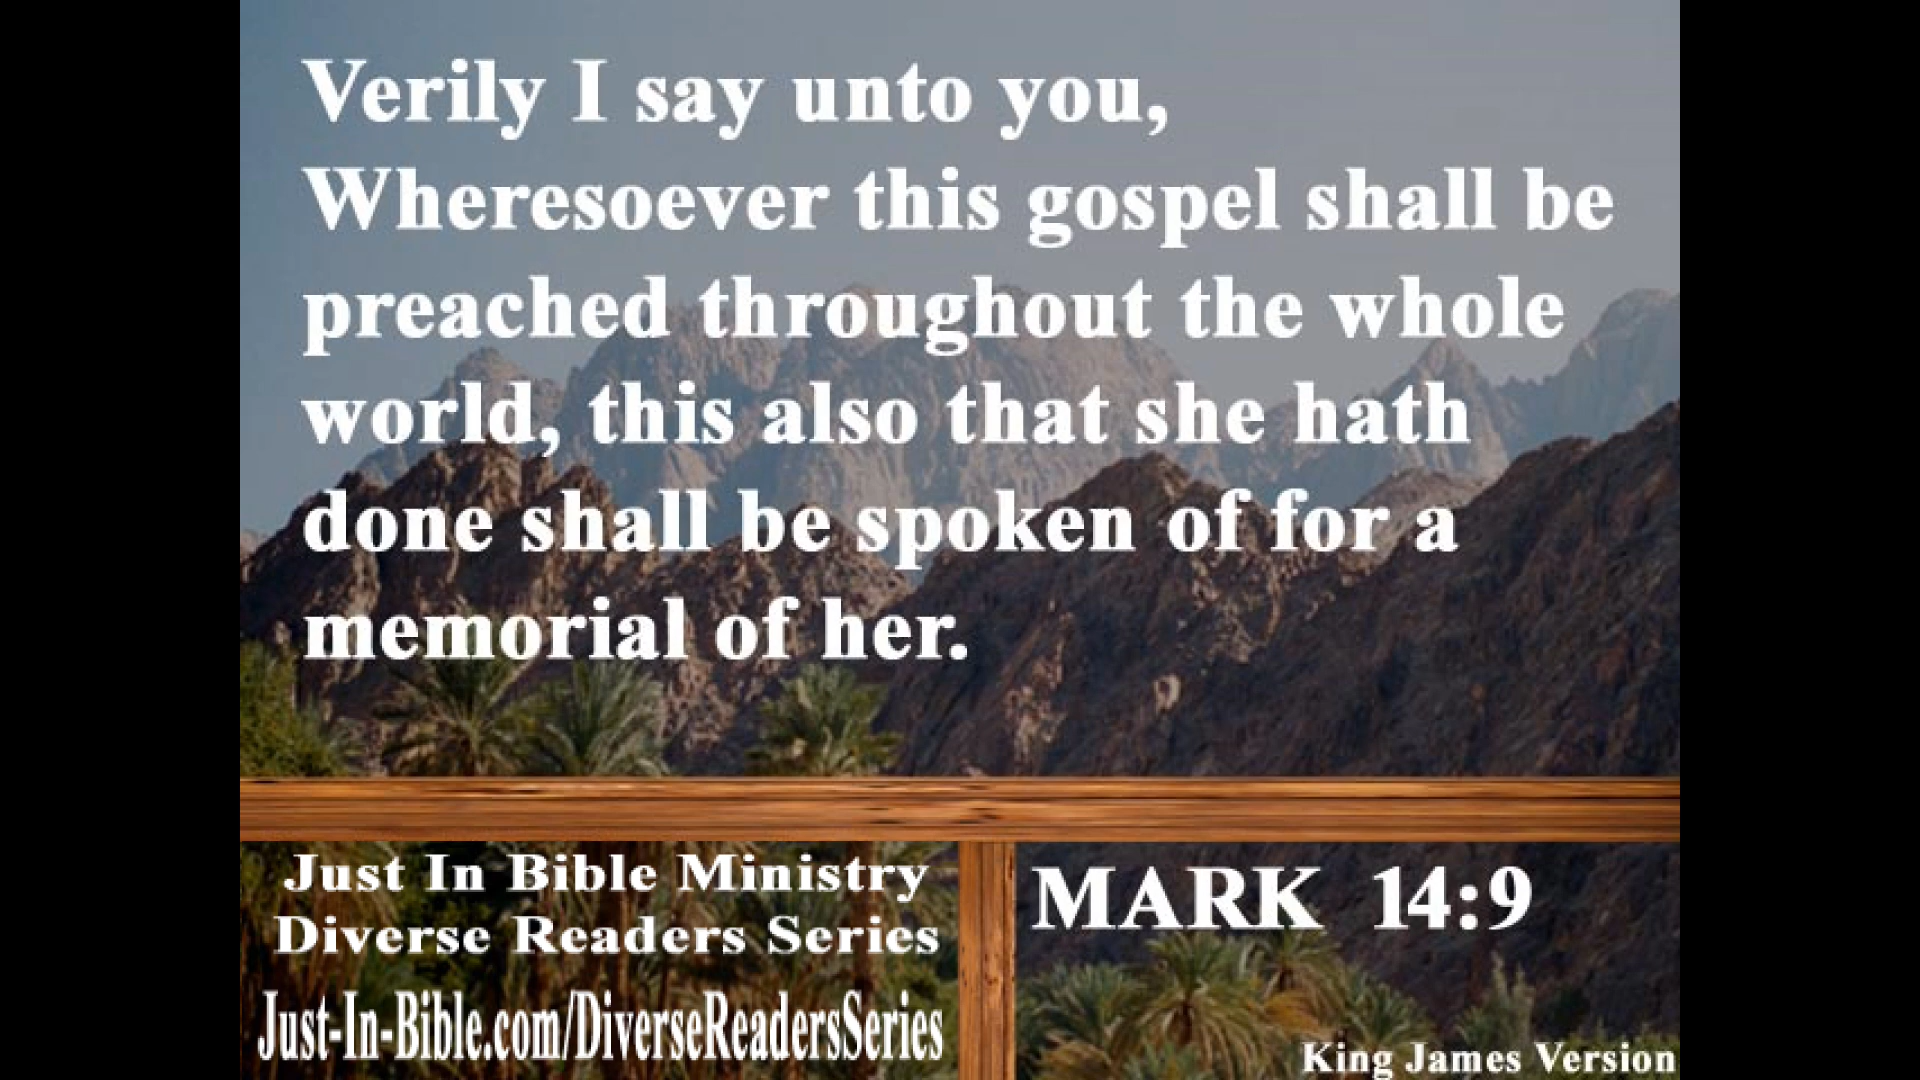 Verily I say unto you,
Wheresoever this gospel shall be
preached throughout the whole
world, this also that she hath
done shall be spoken of for a
memorial of her.
Just In Bible Ministry
Diverse Readers Series
Just-In-Bible.com/DiverseReadersSeries
MARK 14:9
King James Version